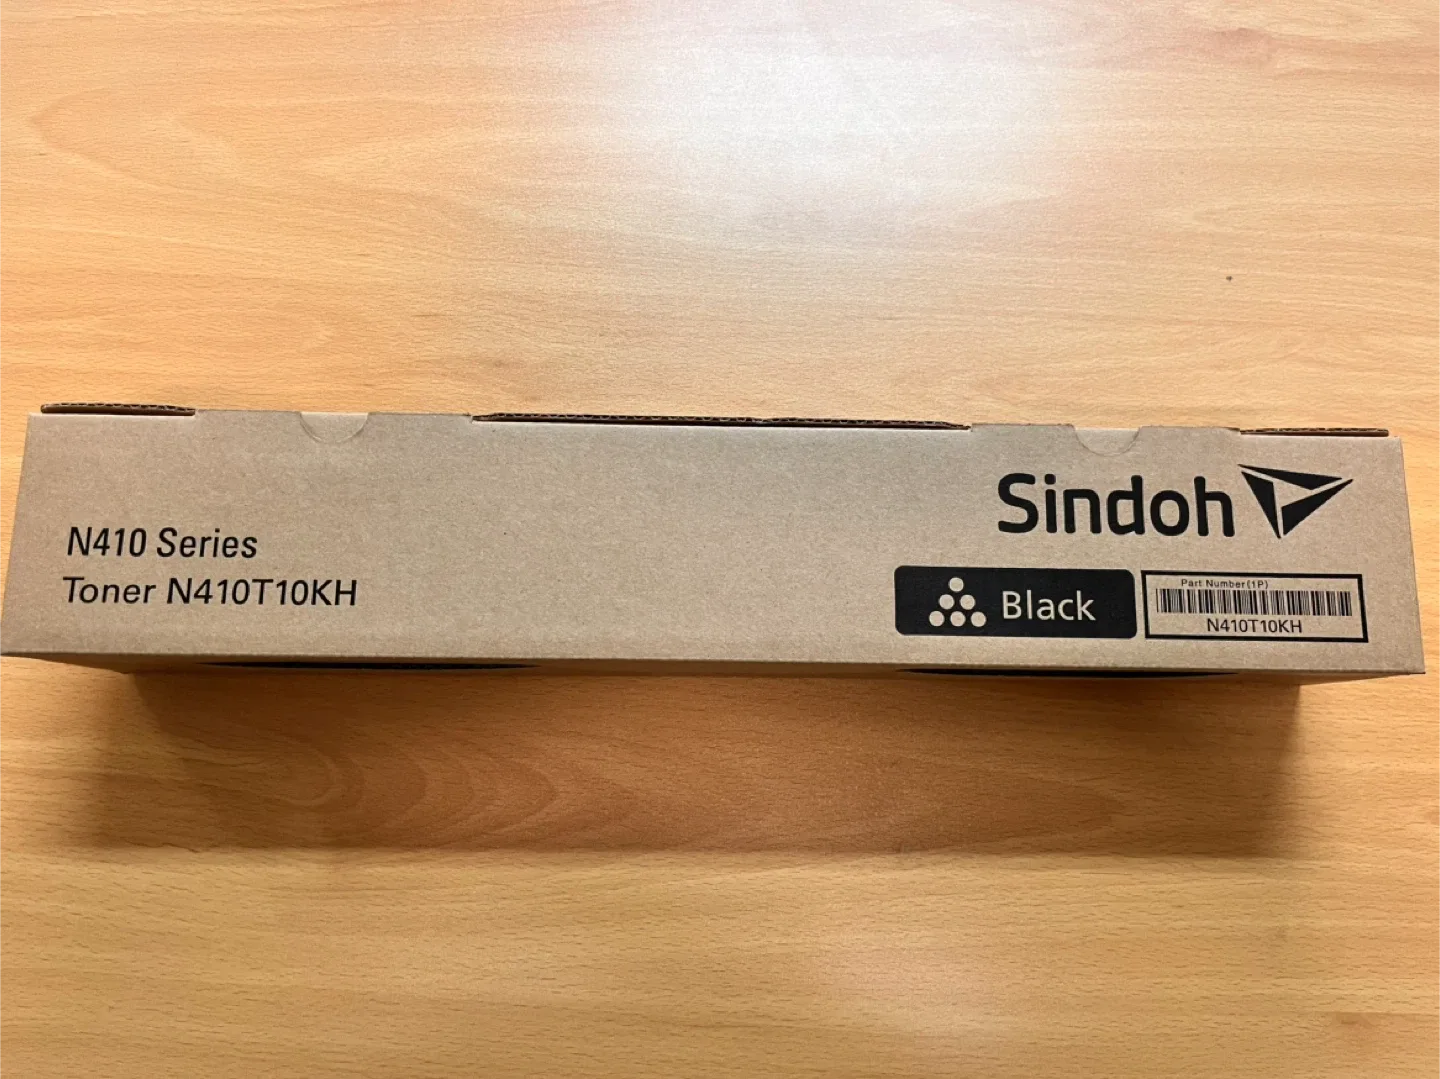 N410 Series
Toner N410T10KH
Sindoh
Black
Part Number(1P)
N410T10KH